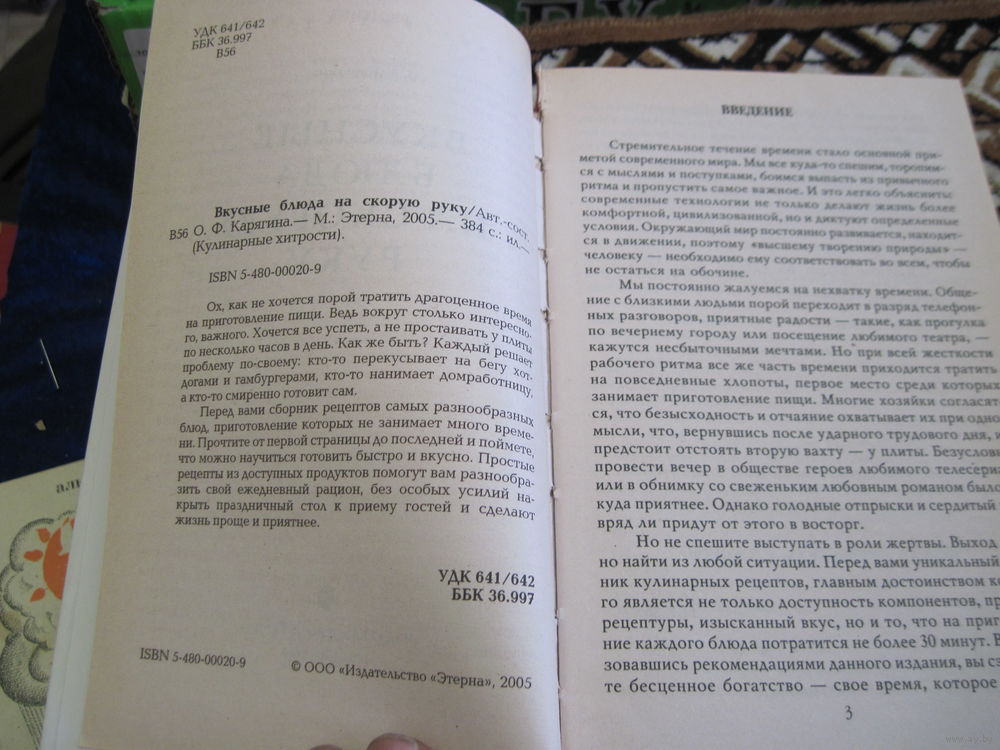 УДК 641/642
ББК 36.997
В56
Вкусные блюда на скорую руку/Авт.-сост.
В56 О. Ф. Карягина.— М.: Этерна, 2005.— 384 с.: ил.—
(Кулинарные хитрости).
ISBN 5-480-00020-9
Ох, как не хочется порой тратить драгоценное время
на приготовление пищи. Ведь вокруг столько интересно-
го, важного. Хочется все успеть, а не простаивать у плиты
по несколько часов в день. Как же быть? Каждый решает
проблему по-своему: кто-то перекусывает на бегу хот-
догами и гамбургерами, кто-то нанимает домработницу,
а кто-то смиренно готовит сам.
Перед вами сборник рецептов самых разнообразных
блюд, приготовление которых не занимает много време-
ни. Прочтите от первой страницы до последней и поймете,
что можно научиться готовить быстро и вкусно. Простые
рецепты из доступных продуктов помогут вам разнообра-
зить свой ежедневный рацион, без особых усилий на-
крыть праздничный стол к приему гостей и сделают
жизнь проще и приятнее.
УДК 641/642
ББК 36.997
ISBN 5-480-00020-9
© ООО «Издательство «Этерна», 2005
ВВЕДЕНИЕ
Стремительное течение времени стало основной при-
метой современного мира. Мы все куда-то спешим, торопим-
ся с мыслями и поступками, боимся выпасть из привычного
ритма и пропустить самое важное. И это легко объяснить:
современные технологии не только делают жизнь более
комфортной, цивилизованной, но и диктуют определенные
условия. Окружающий мир постоянно развивается, находит-
ся в движении, поэтому «высшему творению природы» —
человеку — необходимо ему соответствовать во всем, чтобы
не остаться на обочине.
Мы постоянно жалуемся на нехватку времени. Обще-
ние с близкими людьми порой переходит в разряд телефон-
ных разговоров, приятные радости — такие, как прогулка
по вечернему городу или посещение любимого театра, —
кажутся несбыточными мечтами. Но при всей жесткости
рабочего ритма все же часть времени приходится тратить
на повседневные хлопоты, первое место среди которых
занимает приготовление пищи. Многие хозяйки согласят
ся, что безысходность и отчаяние охватывает их при одно
мысли, что, вернувшись после ударного трудового дня, и
предстоит отстоять вторую вахту — у плиты. Безуслов
провести вечер в обществе героев любимого телесери
или в обнимку со свеженьким любовным романом было
куда приятнее. Однако голодные отпрыски и сердитый
вряд ли придут от этого в восторг.
Но не спешите выступать в роли жертвы. Выход
но найти из любой ситуации. Перед вами уникальный
ник кулинарных рецептов, главным достоинством ко
го является не только доступность компонентов, пр
рецептуры, изысканный вкус, но и то, что на приг
ние каждого блюда потратится не более 30 минут. В
зовавшись рекомендациями данного издания, вы сэ
те бесценное богатство — свое время, которое
3